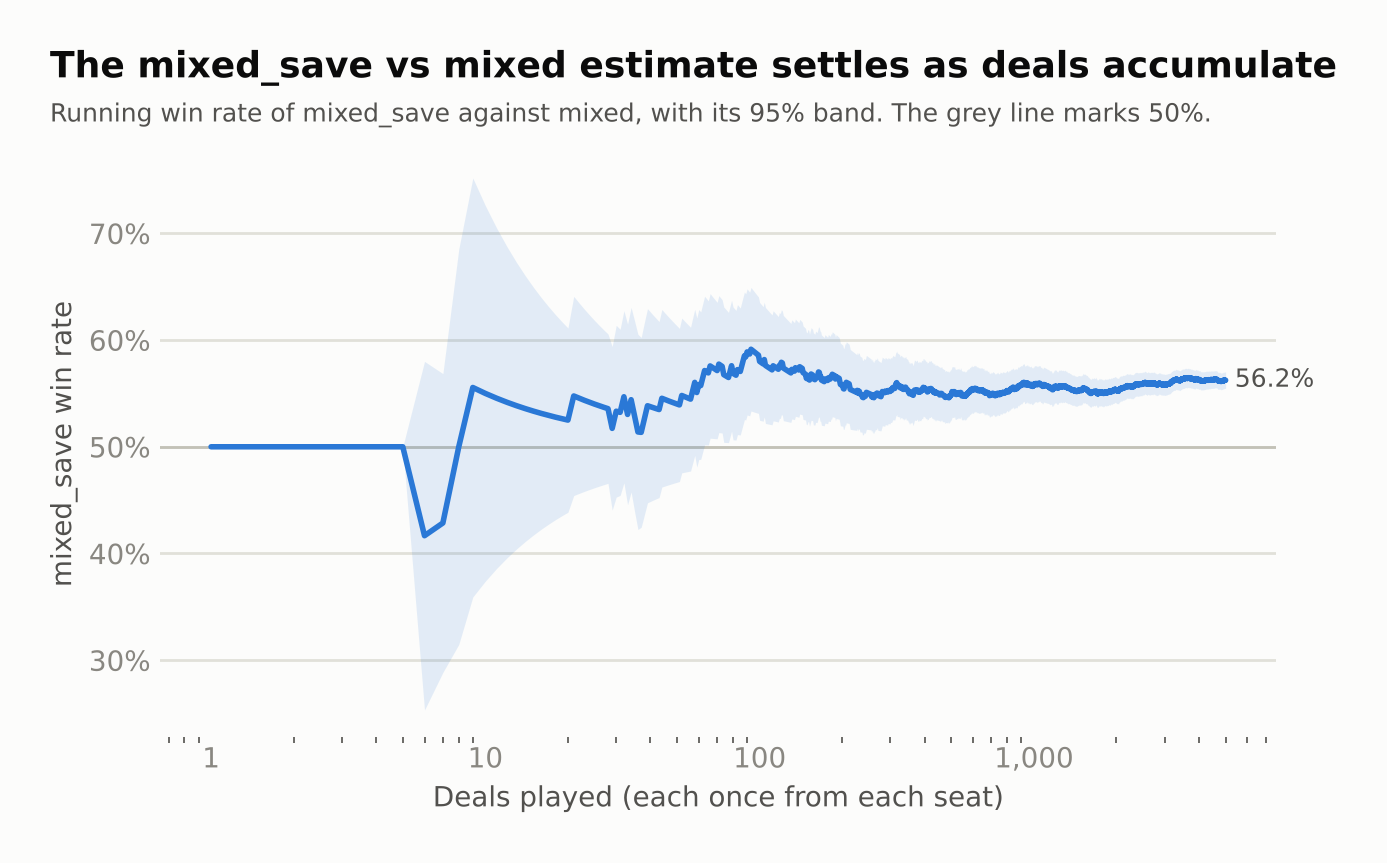 The mixed_save vs mixed estimate settles as deals accumulate
Running win rate of mixed_save against mixed, with its 95% band. The grey line marks 50%.
mixed_save win rate
70%
60%
50%
40%
30%
56.2%
1 10 100 1,000
Deals played (each once from each seat)